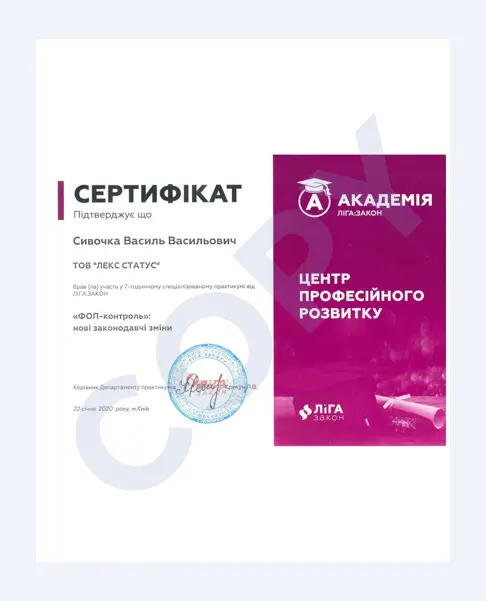 СЕРТИФІКАТ
Підтверджує що
Сивочка Василь Васильович
ТОВ "ЛЕКС СТАТУС"
брав (ла) участь у 7-годинному спеціалізованому практикумі від
ЛІГА:ЗАКОН
«ФОП-контроль»:
нові законодавчі зміни
Керівник Департаменту практикумів
22 січня 2020 року, м.Київ
АКАДЕМІЯ
ЛІГА:ЗАКОН
ЦЕНТР
ПРОФЕСІЙНОГО
РОЗВИТКУ
ЛІГА
закон
ЛІГА
ЗАКОН
COPY